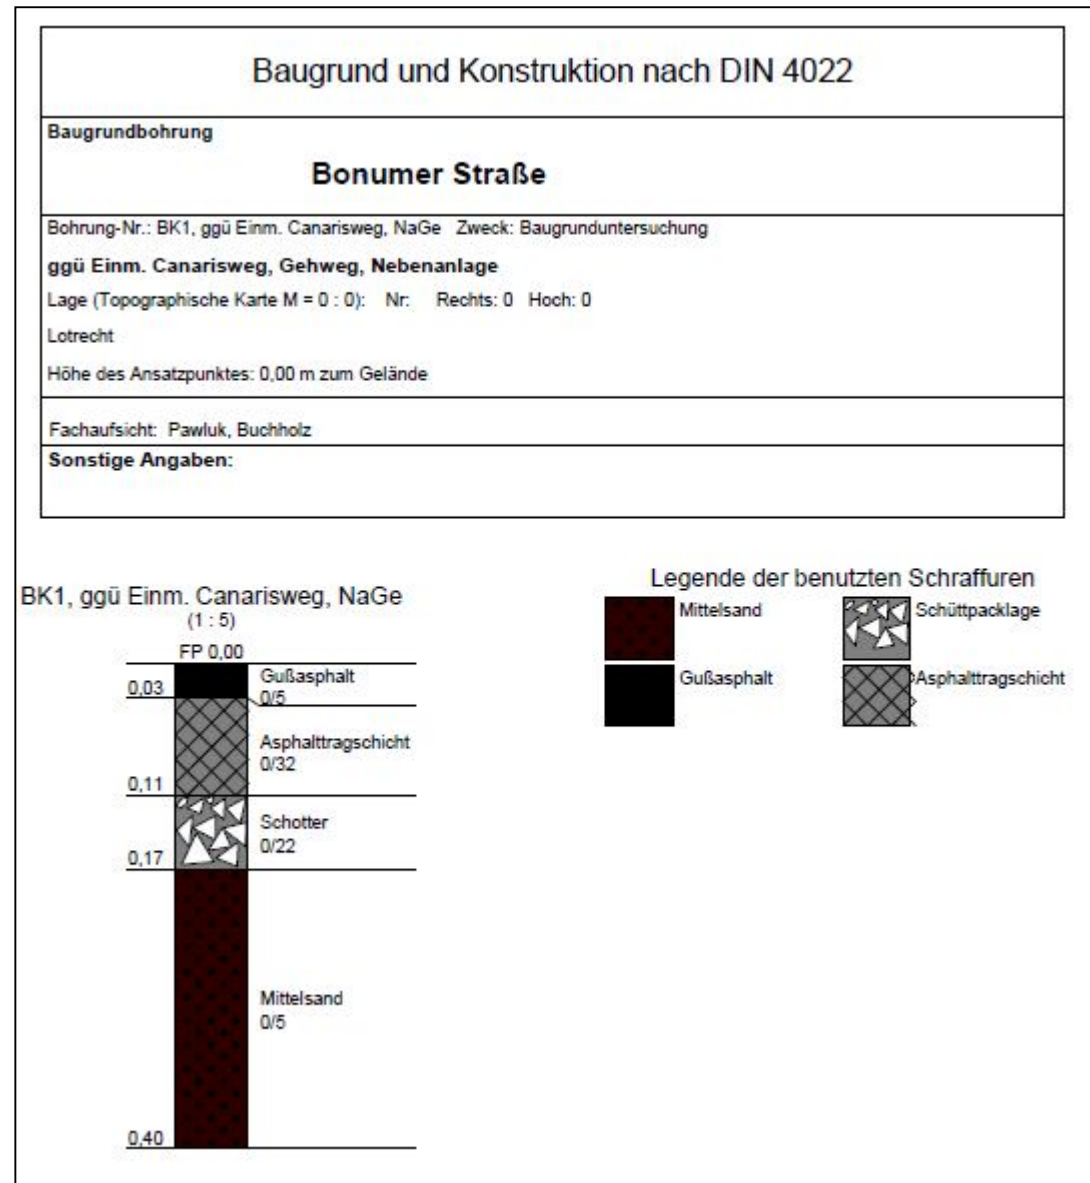 Baugrund und Konstruktion nach DIN 4022
Baugrundbohrung
Bonumer Straße
Bohrung-Nr.: BK1, ggü Einm. Canarisweg, NaGe Zweck: Baugrunduntersuchung
ggü Einm. Canarisweg, Gehweg, Nebenanlage
Lage (Topographische Karte M = 0 : 0): Nr: Rechts: 0 Hoch: 0
Lotrecht
Höhe des Ansatzpunktes: 0,00 m zum Gelände
Fachaufsicht: Pawluk, Buchholz
Sonstige Angaben:
BK1, ggü Einm. Canarisweg, NaGe
(1 : 5)
FP 0,00
0,03
Gußasphalt
0/5
Asphalttragschicht
0/32
0,11
Schotter
0/22
0,17
Mittelsand
0/5
0,40
Legende der benutzten Schraffuren
Mittelsand
Schüttpacklage
Gußasphalt
Asphalttragschicht